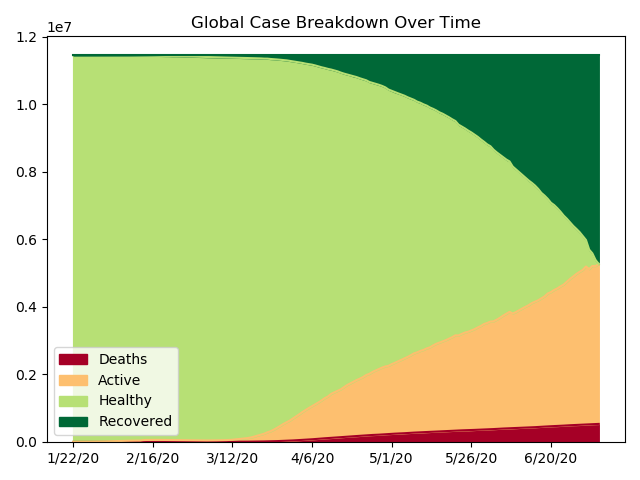 Global Case Breakdown Over Time
1e7
1.2
1.0
0.8
0.6
0.4
0.2
0.0
Deaths
Active
Healthy
Recovered
1/22/20 2/16/20 3/12/20 4/6/20 5/1/20 5/26/20 6/20/20